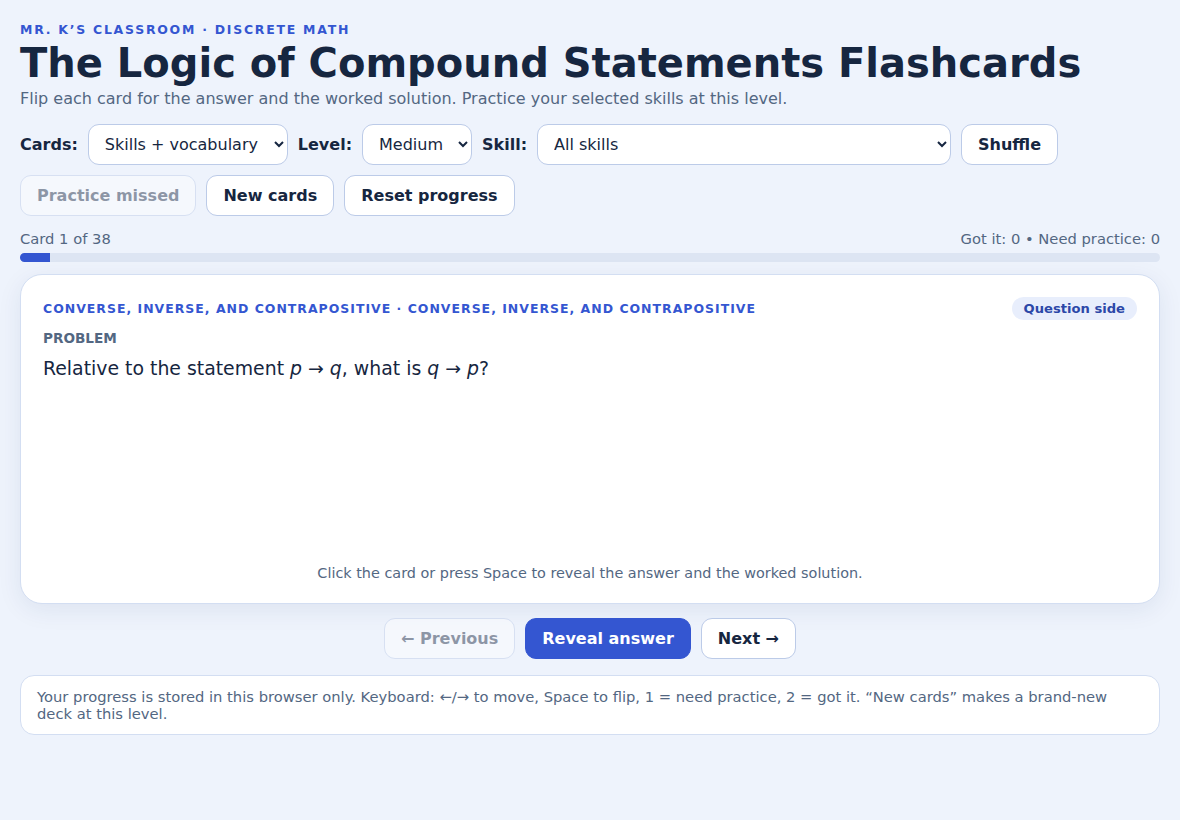 MR. K’S CLASSROOM · DISCRETE MATH
The Logic of Compound Statements Flashcards
Flip each card for the answer and the worked solution. Practice your selected skills at this level.
Cards: Skills + vocabulary Level: Medium Skill: All skills Shuffle
Practice missed New cards Reset progress
Card 1 of 38 Got it: 0 • Need practice: 0
CONVERSE, INVERSE, AND CONTRAPOSITIVE · CONVERSE, INVERSE, AND CONTRAPOSITIVE Question side
PROBLEM
Relative to the statement p → q, what is q → p?
Click the card or press Space to reveal the answer and the worked solution.
← Previous Reveal answer Next →
Your progress is stored in this browser only. Keyboard: ←/→ to move, Space to flip, 1 = need practice, 2 = got it. “New cards” makes a brand-new
deck at this level.